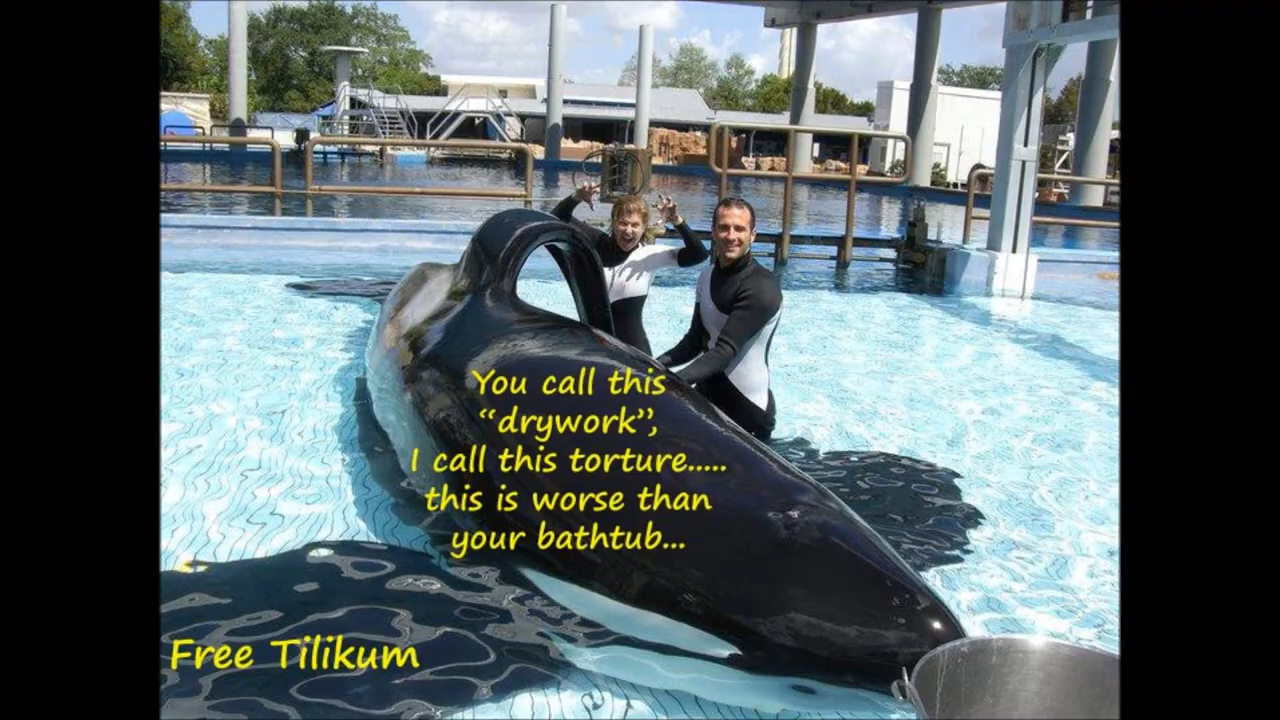 You call this
“drywork”,
I call this torture.....
this is worse than
your bathtub...
Free Tilikum